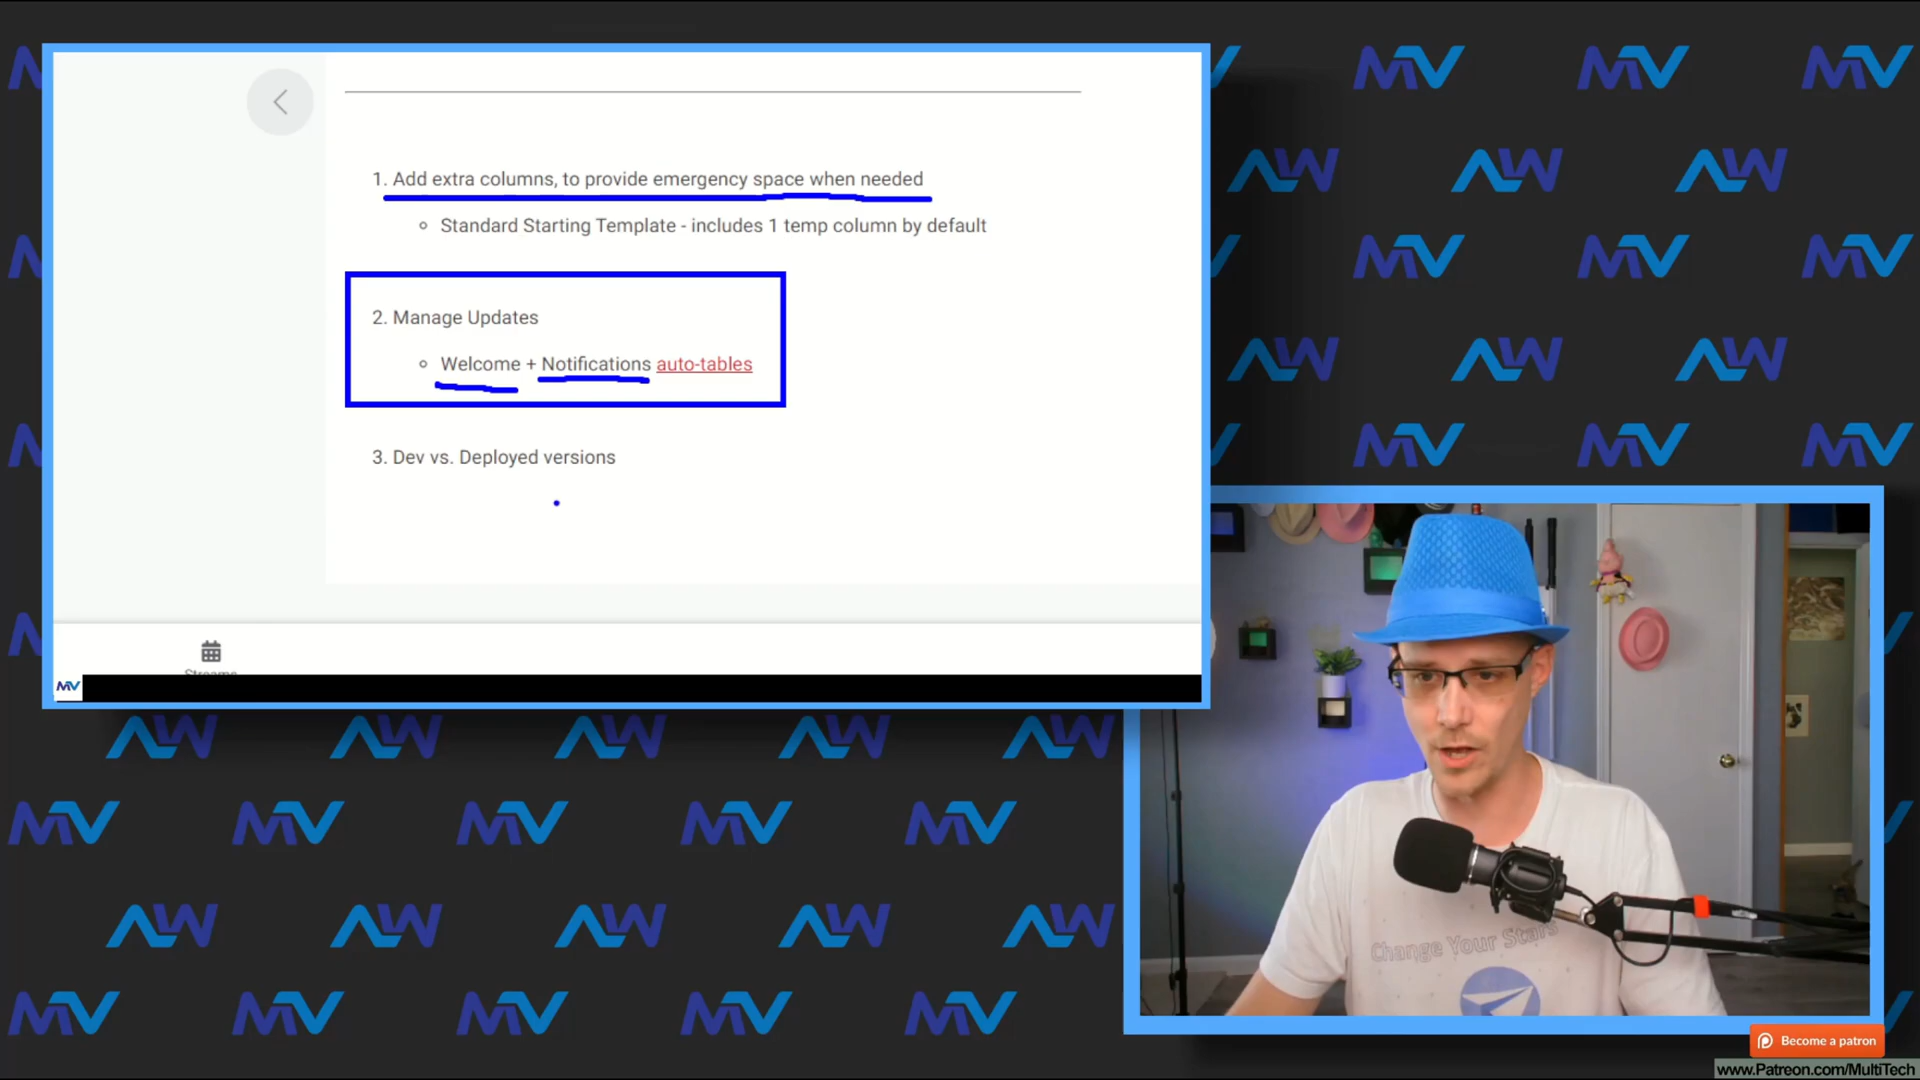 1. Add extra columns, to provide emergency space when needed
Standard Starting Template - includes 1 temp column by default
2. Manage Updates
Welcome + Notifications auto-tables
3. Dev vs. Deployed versions
Streams
Change Your Stars
Become a patron
www.Patreon.com/MultiTech